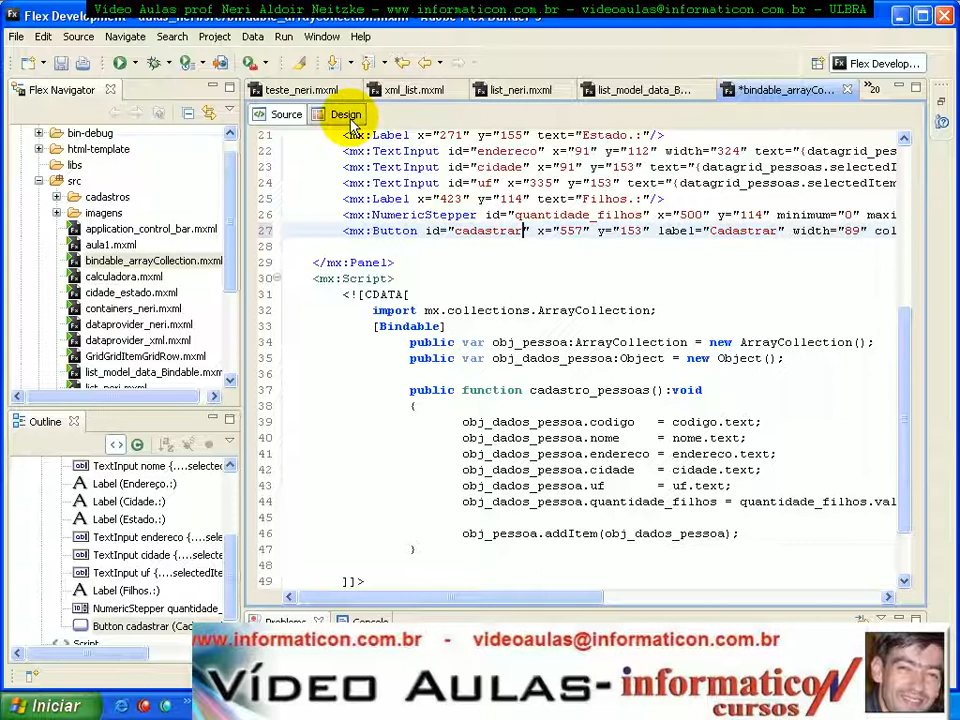 Vídeo Aulas prof Neri Aldoir Neitzke - www.informaticon.com.br - videoaulas@informaticon.com.br - ULBRA
File Edit Source Navigate Search Project Data Run Window Help
Flex Develop...
Flex Navigator
teste_neri.mxml xml_list.mxml list_neri.mxml list_model_data_B... *bindable_arrayCo... 20
Source Design
bin-debug
html-template
libs
src
cadastros
imagens
application_control_bar.mxml
aula1.mxml
bindable_arrayCollection.mxml
calculadora.mxml
cidade_estado.mxml
containers_neri.mxml
dataprovider_neri.mxml
dataprovider_xml.mxml
GridGridItemGridRow.mxml
list_model_data_Bindable.mxm
Outline
TextInput nome {....selected
Label (Endereço.:)
Label (Cidade.:)
Label (Estado.:)
TextInput endereco {....sele
TextInput cidade {....selecte
TextInput uf {....selectedIte
Label (Filhos.:)
NumericStepper quantidade_
Button cadastrar (Cad
Script
21 <mx:Label x="271" y="155" text="Estado.:"/>
22 <mx:TextInput id="endereco" x="91" y="112" width="324" text="{datagrid_pes
23 <mx:TextInput id="cidade" x="91" y="153" text="{datagrid_pessoas.selectedI
24 <mx:TextInput id="uf" x="335" y="153" text="{datagrid_pessoas.selectedItem
25 <mx:Label x="423" y="114" text="Filhos.:"/>
26 <mx:NumericStepper id="quantidade_filhos" x="500" y="114" minimum="0" maxi
27 <mx:Button id="cadastrar" x="557" y="153" label="Cadastrar" width="89" col
28
29 </mx:Panel>
30 <mx:Script>
31 <![CDATA[
32 import mx.collections.ArrayCollection;
33 [Bindable]
34 public var obj_pessoa:ArrayCollection = new ArrayCollection();
35 public var obj_dados_pessoa:Object = new Object();
36
37 public function cadastro_pessoas():void
38 {
39 obj_dados_pessoa.codigo = codigo.text;
40 obj_dados_pessoa.nome = nome.text;
41 obj_dados_pessoa.endereco = endereco.text;
42 obj_dados_pessoa.cidade = cidade.text;
43 obj_dados_pessoa.uf = uf.text;
44 obj_dados_pessoa.quantidade_filhos = quantidade_filhos.val
45
46 obj_pessoa.addItem(obj_dados_pessoa);
47 }
48
49 ]]>
Problems Console
www.informaticon.com.br - videoaulas@informaticon.com.br
Vídeo Aulas- informaticon
cursos
Iniciar